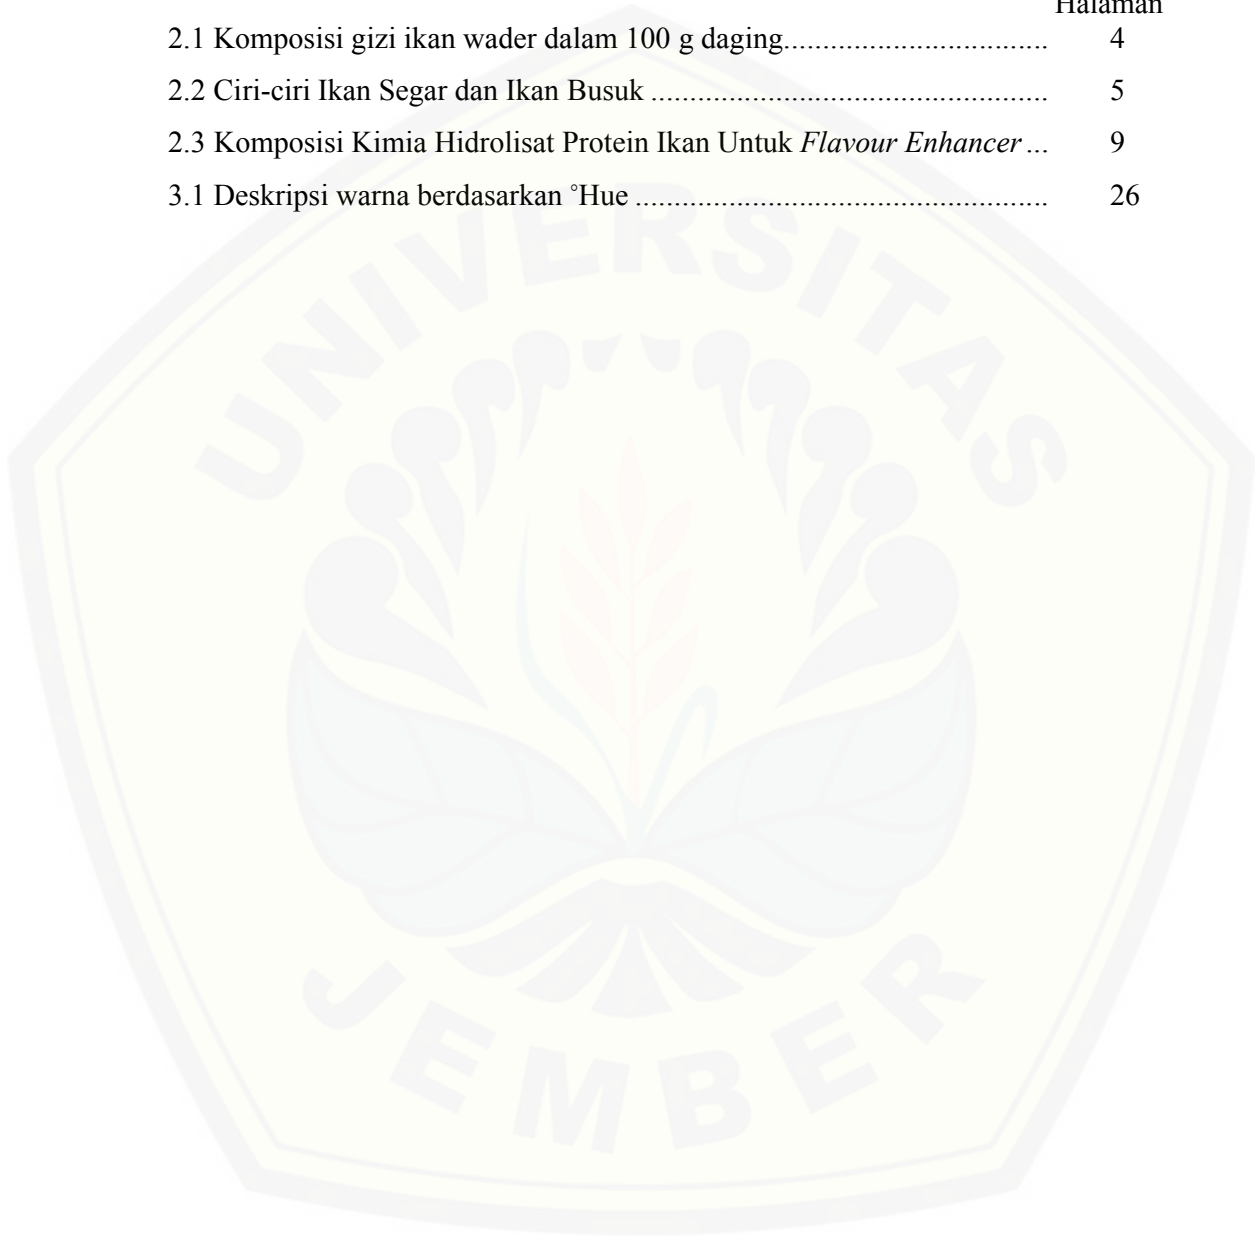 Halaman
2.1 Komposisi gizi ikan wader dalam 100 g daging.................................. 4
2.2 Ciri-ciri Ikan Segar dan Ikan Busuk ................................................... 5
2.3 Komposisi Kimia Hidrolisat Protein Ikan Untuk Flavour Enhancer ... 9
3.1 Deskripsi warna berdasarkan °Hue ..................................................... 26
UNIVERSITAS
JEMBER